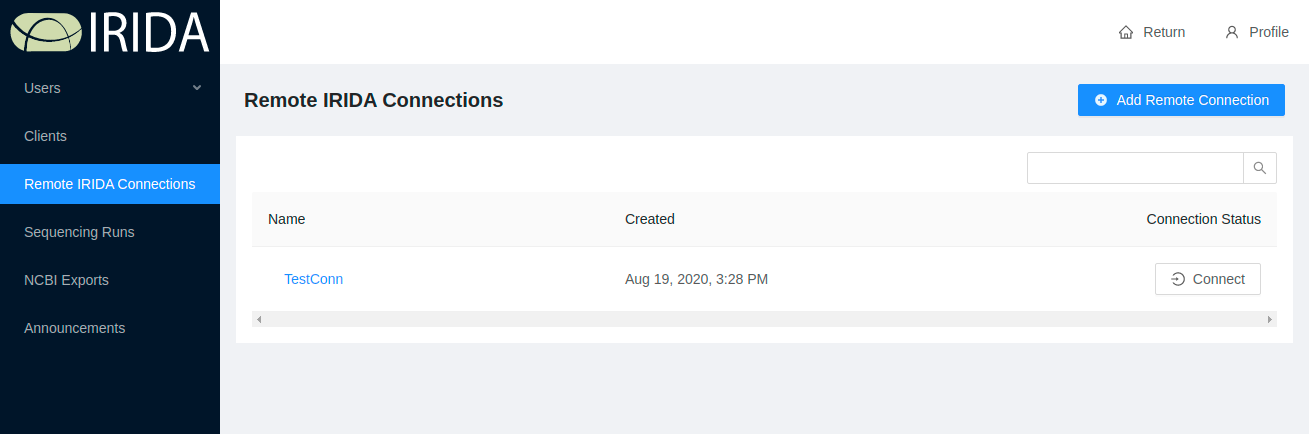 IRIDA
Return
Profile
Users
Clients
Remote IRIDA Connections
Sequencing Runs
NCBI Exports
Announcements
Remote IRIDA Connections
Add Remote Connection
Name Created Connection Status
TestConn Aug 19, 2020, 3:28 PM Connect